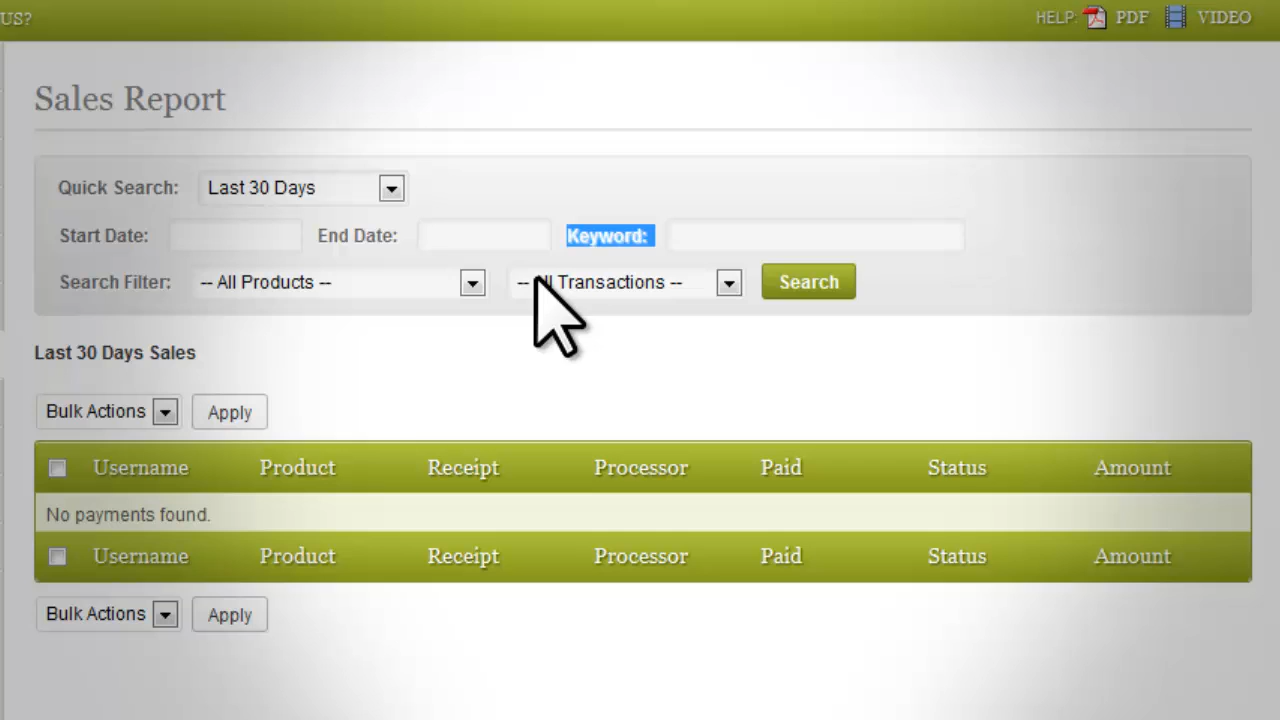 US?
HELP: PDF VIDEO
Sales Report
Quick Search: Last 30 Days
Start Date: End Date: Keyword:
Search Filter: -- All Products -- -- All Transactions -- Search
Last 30 Days Sales
Bulk Actions Apply
Username Product Receipt Processor Paid Status Amount
No payments found.
Username Product Receipt Processor Paid Status Amount
Bulk Actions Apply